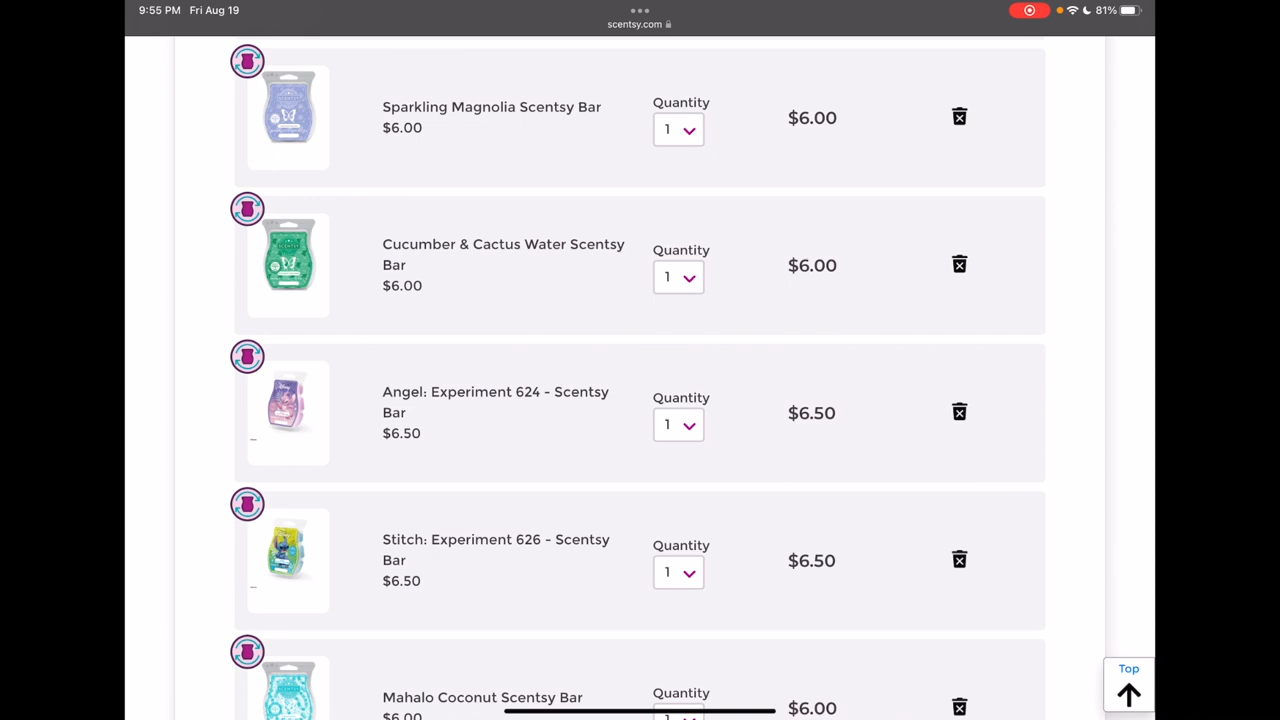 9:55 PM Fri Aug 19
81%
scentsy.com
Sparkling Magnolia Scentsy Bar
$6.00
Quantity
1
$6.00
Cucumber & Cactus Water Scentsy
Bar
$6.00
Quantity
1
$6.00
Angel: Experiment 624 - Scentsy
Bar
$6.50
Quantity
1
$6.50
Stitch: Experiment 626 - Scentsy
Bar
$6.50
Quantity
1
$6.50
Mahalo Coconut Scentsy Bar
$6.00
Quantity
1
$6.00
Top